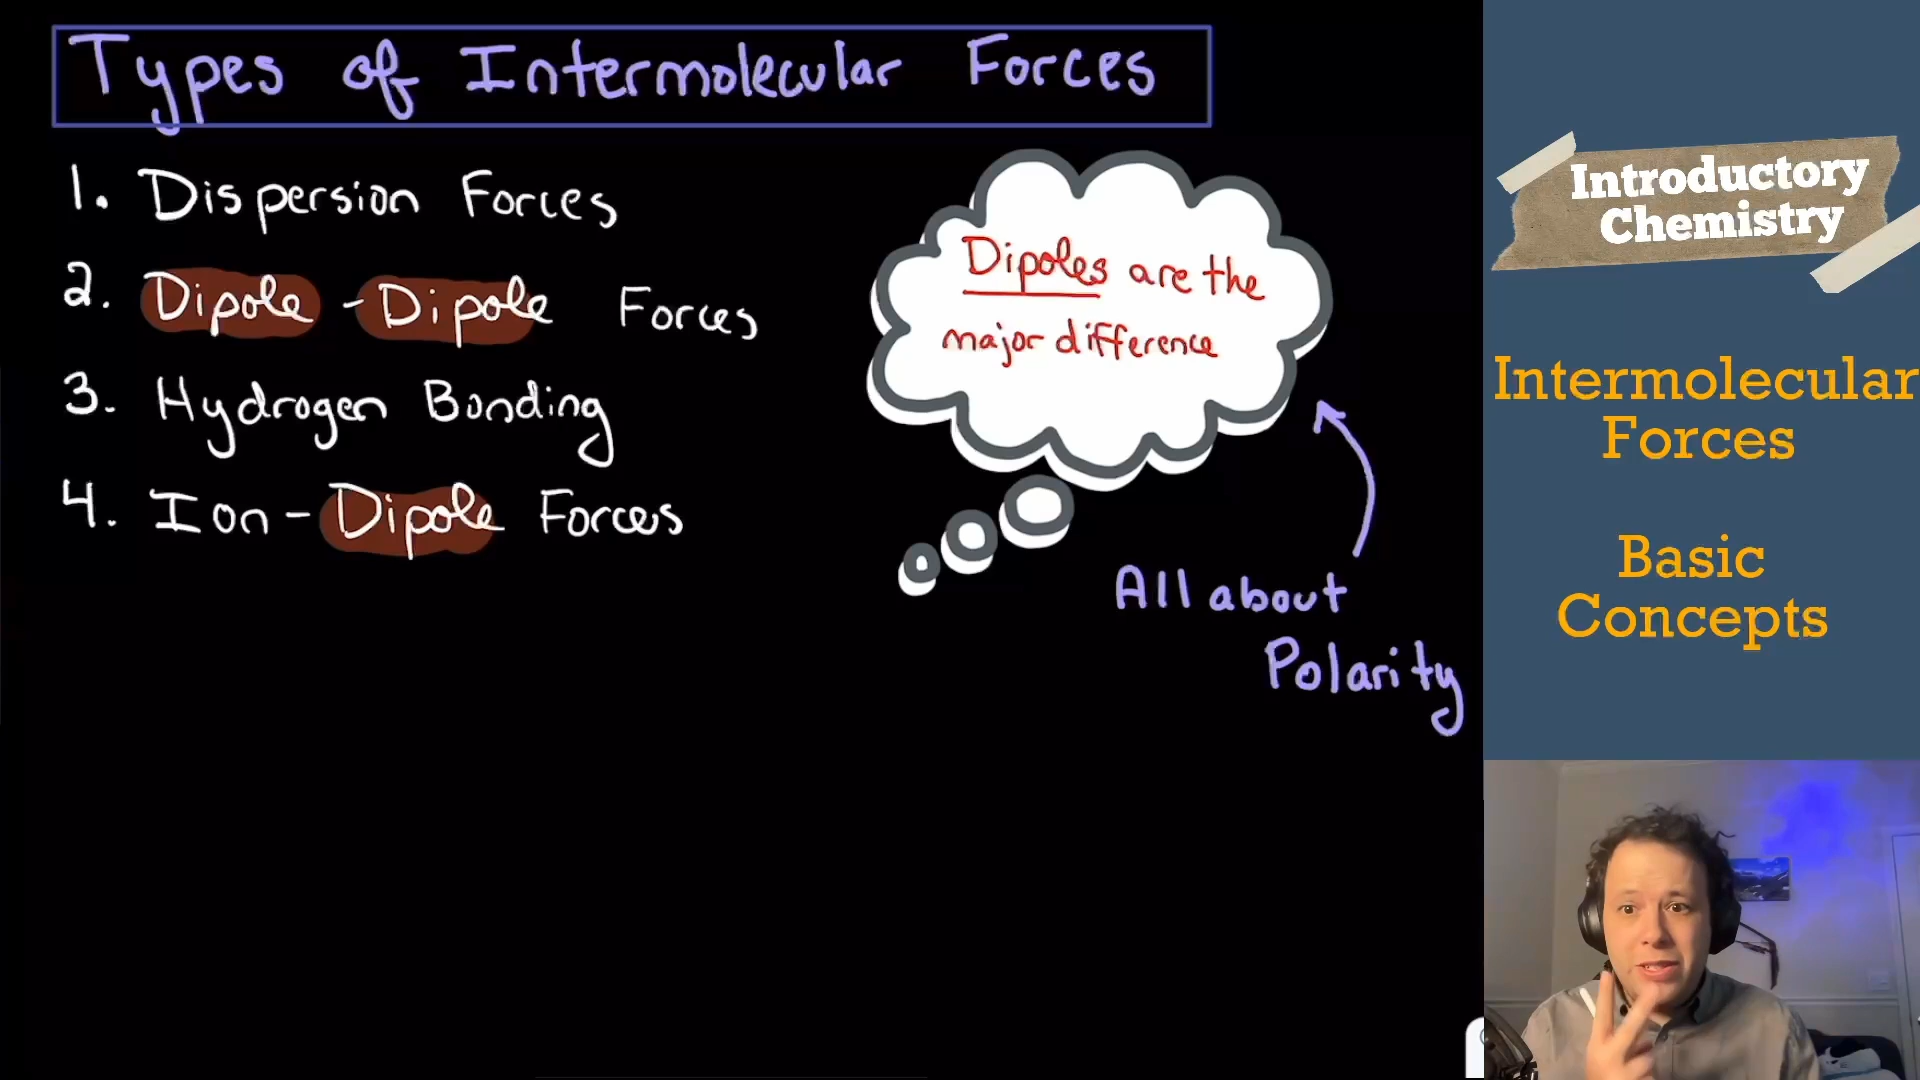 Types of Intermolecular Forces
1. Dispersion Forces
2. Dipole - Dipole Forces
3. Hydrogen Bonding
4. Ion - Dipole Forces
Dipoles are the
major difference
All about
Polarity
Introductory
Chemistry
Intermolecular
Forces
Basic
Concepts